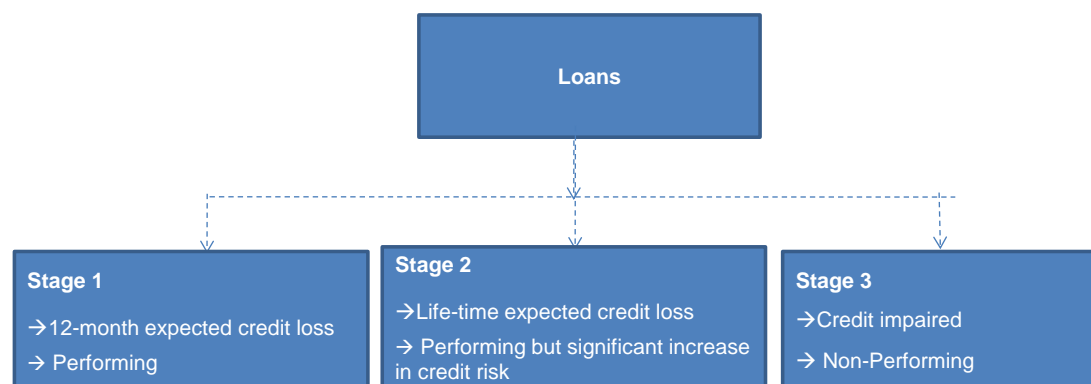 Loans
Stage 1
→12-month expected credit loss
→ Performing
Stage 2
→Life-time expected credit loss
→ Performing but significant increase
in credit risk
Stage 3
→Credit impaired
→ Non-Performing